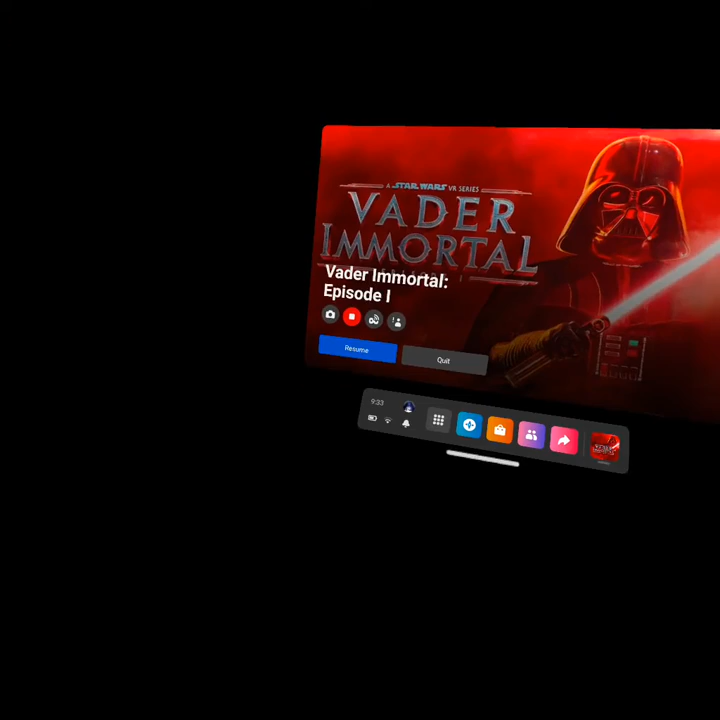 A STAR WARS VR SERIES
VADER
IMMORTAL
Vader Immortal:
Episode I
Resume
Quit
9:33